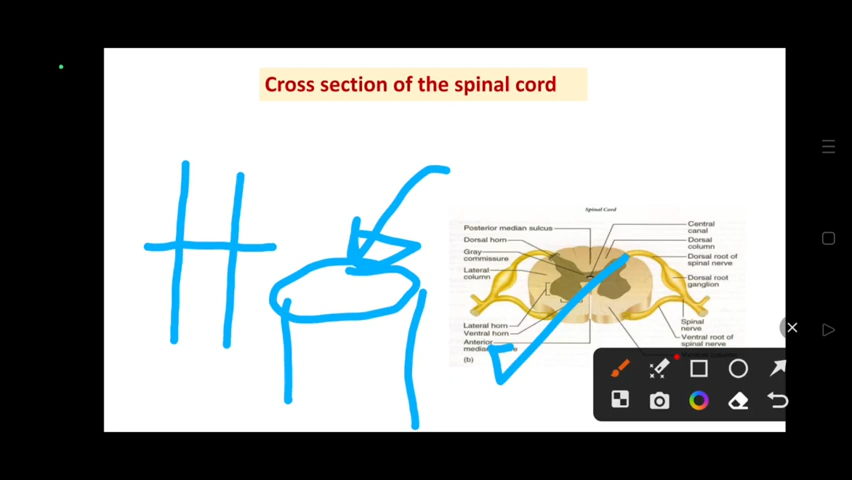 Cross section of the spinal cord
Spinal Cord
Posterior median sulcus
Dorsal horn
Gray
commissure
Lateral
column
Lateral horn
Ventral horn
Anterior
(b)
Central
canal
Dorsal
column
Dorsal root of
spinal nerve
Dorsal root
ganglion
Spinal
nerve
Ventral root of
spinal nerve